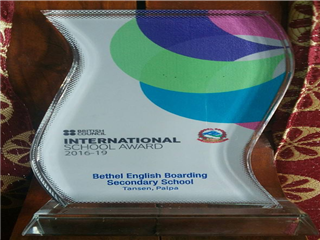 BRITISH
COUNCIL
INTERNATIONAL
SCHOOL AWARD
2016-19
Bethel English Boarding
Secondary School
Tansen, Palpa